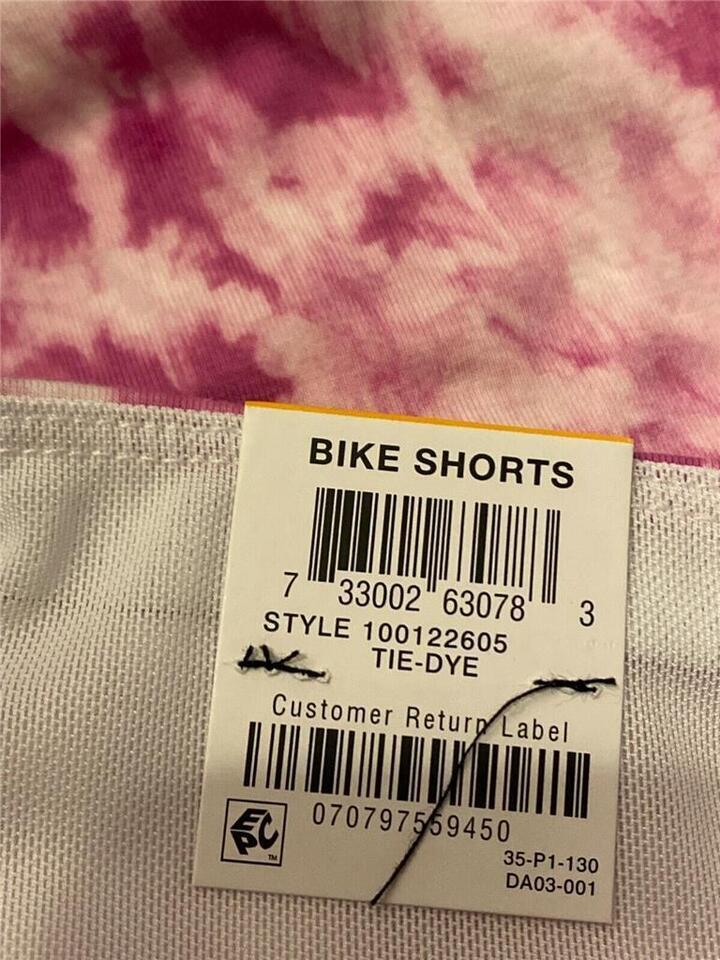 BIKE SHORTS
7 33002 63078 3
STYLE 100122605
TIE-DYE
Customer Return Label
070797559450
EPC TM
35-P1-130
DA03-001